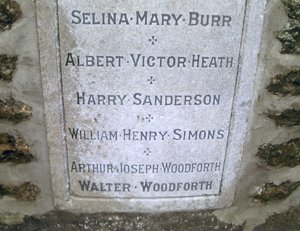 SELINA·MARY·BURR
ALBERT·VICTOR·HEATH
HARRY·SANDERSON
WILLIAM·HENRY·SIMONS
ARTHUR·JOSEPH·WOODFORTH
WALTER·WOODFORTH